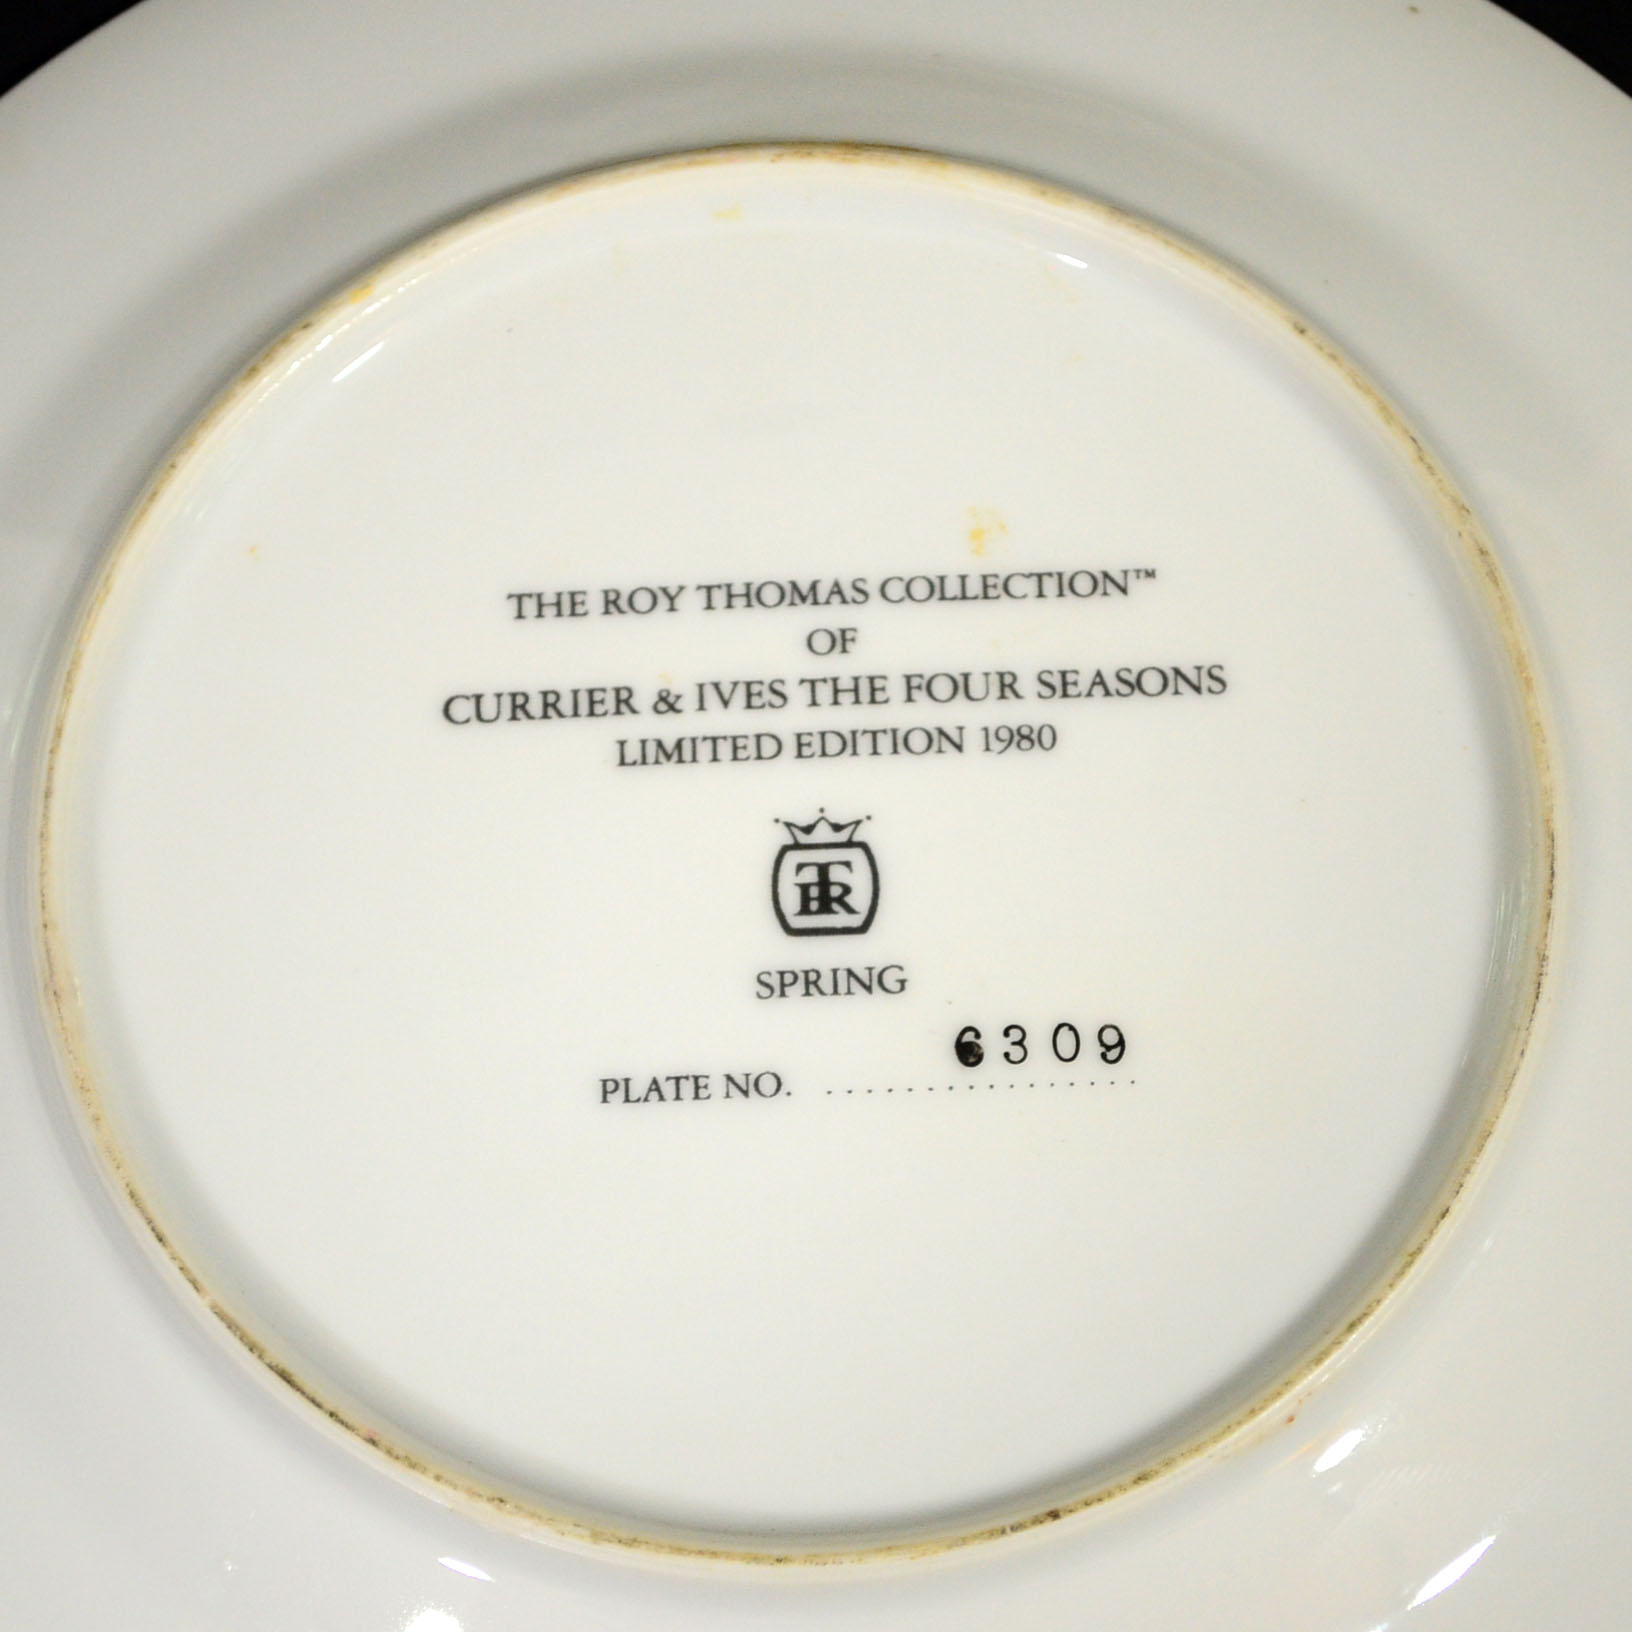 THE ROY THOMAS COLLECTION™
OF
CURRIER & IVES THE FOUR SEASONS
LIMITED EDITION 1980
TR
SPRING
6309
PLATE NO. ................